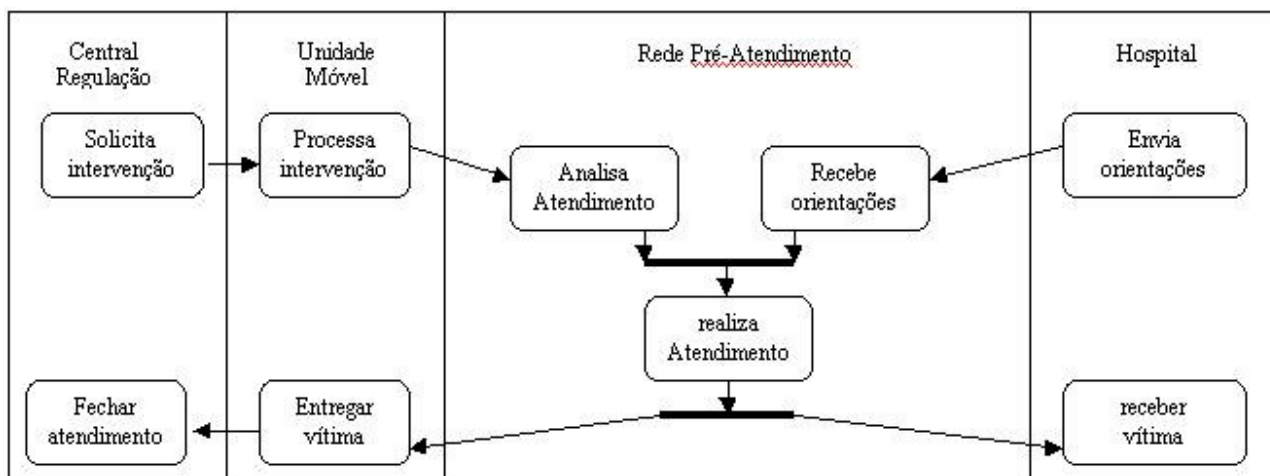 Central
Regulação
Unidade
Móvel
Rede Pré-Atendimento
Hospital
Solicita
intervenção
Processa
intervenção
Analisa
Atendimento
Recebe
orientações
Envia
orientações
realiza
Atendimento
Fechar
atendimento
Entregar
vítima
receber
vítima